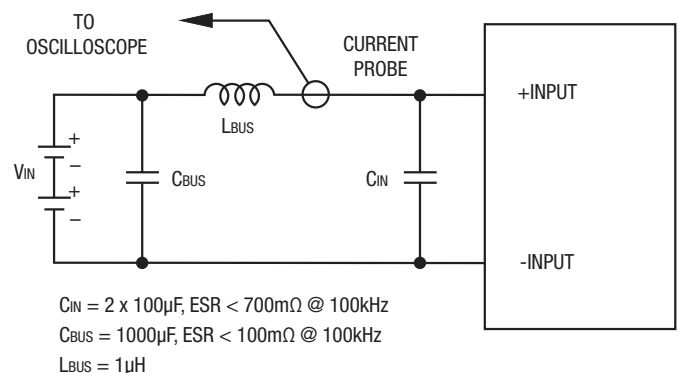 TO
OSCILLOSCOPE
CURRENT
PROBE
+INPUT
LBUS
VIN
+
−
+
−
CBUS
CIN
-INPUT
CIN = 2 x 100µF, ESR < 700mΩ @ 100kHz
CBUS = 1000µF, ESR < 100mΩ @ 100kHz
LBUS = 1µH